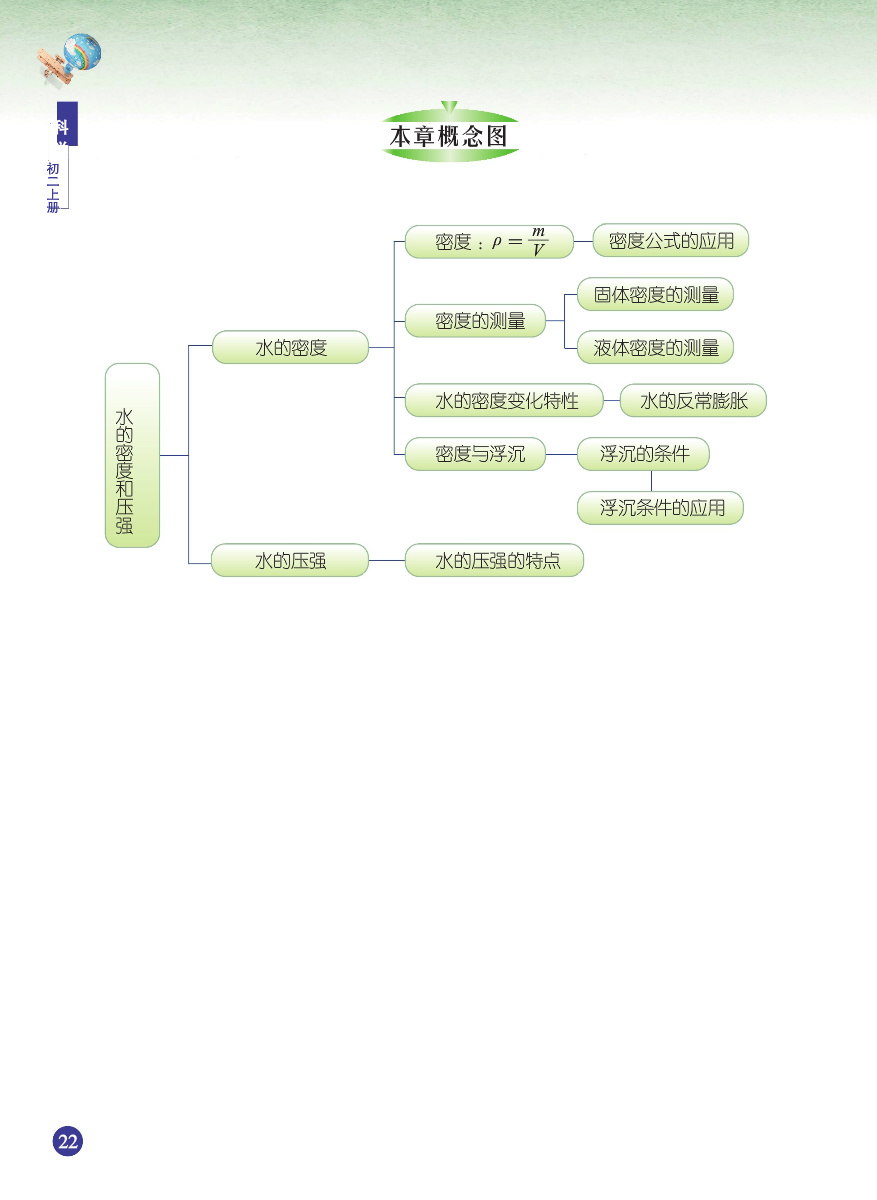 科
初二上册
本章概念图
密度：ρ = m/V
密度公式的应用
固体密度的测量
密度的测量
液体密度的测量
水的密度
水的密度变化特性
水的反常膨胀
水的密度和压强
密度与浮沉
浮沉的条件
浮沉条件的应用
水的压强
水的压强的特点
22